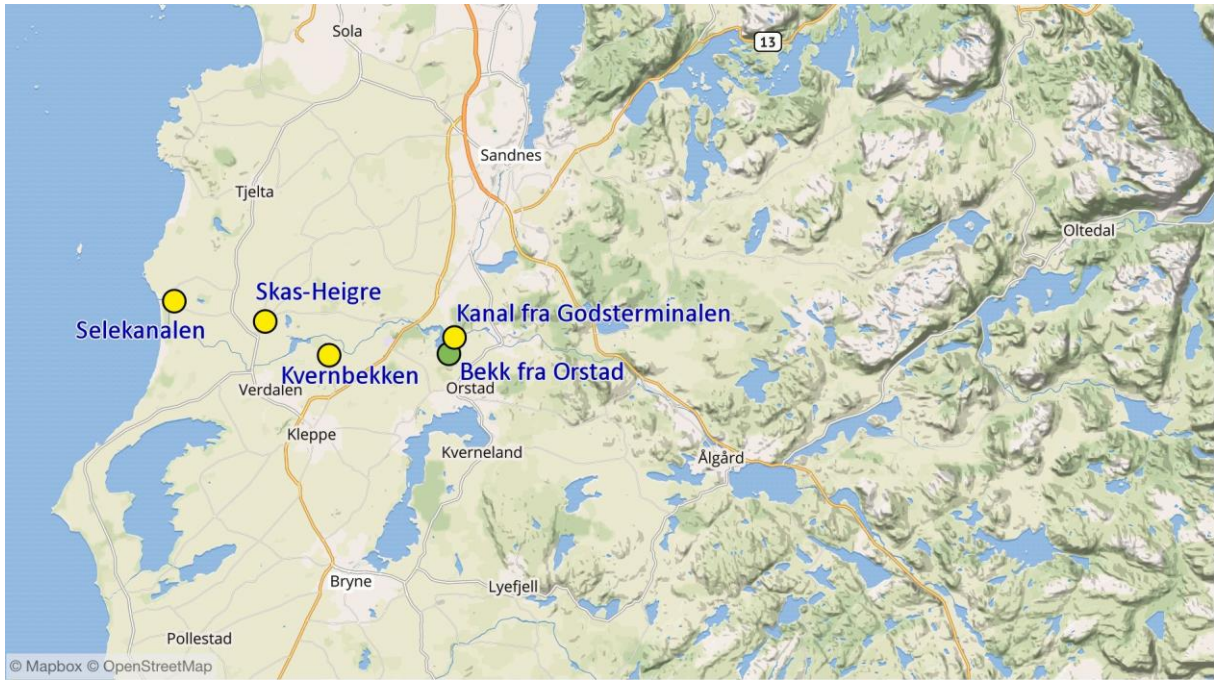 Sola
13
Sandnes
Tjelta
Oltedal
Skas-Heigre
Selekanalen
Kanal fra Godsterminalen
Kvernbekken
Bekk fra Orstad
Verdalen
Orstad
Kleppe
Kverneland
Ålgård
Bryne
Lyefjell
Pollestad
© Mapbox © OpenStreetMap